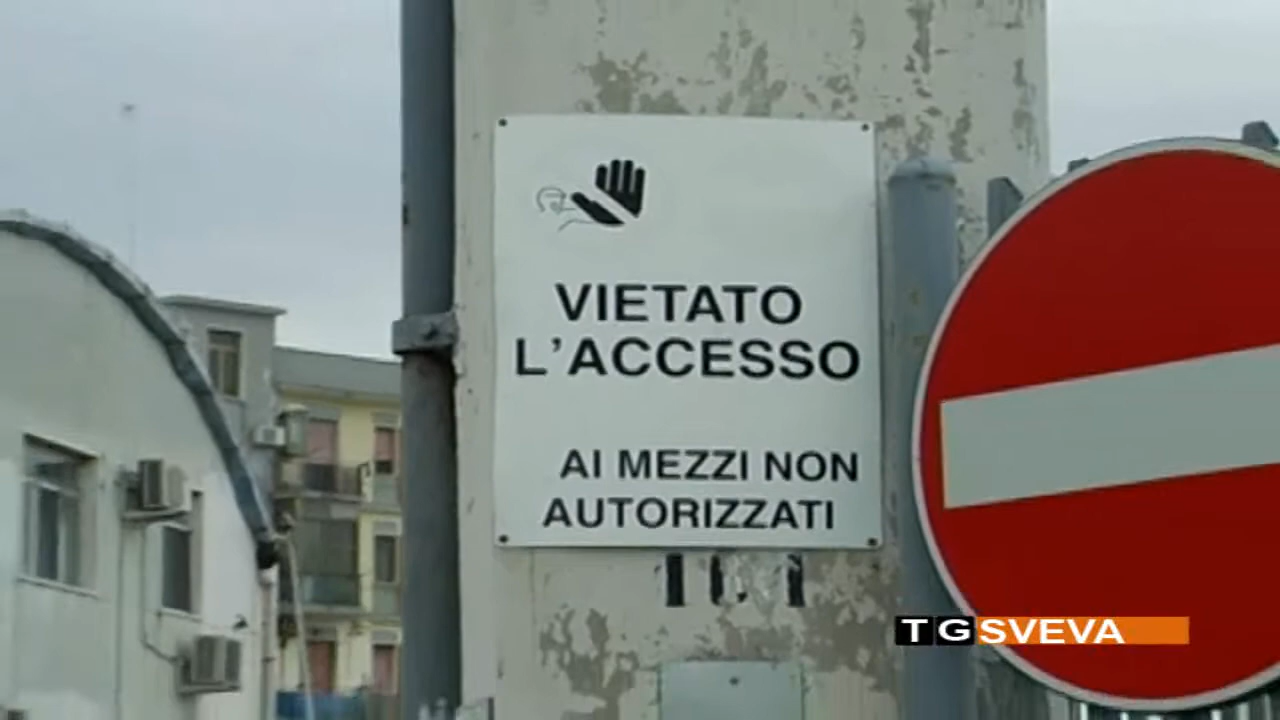 VIETATO
L'ACCESSO
AI MEZZI NON
AUTORIZZATI
TGSVEVA